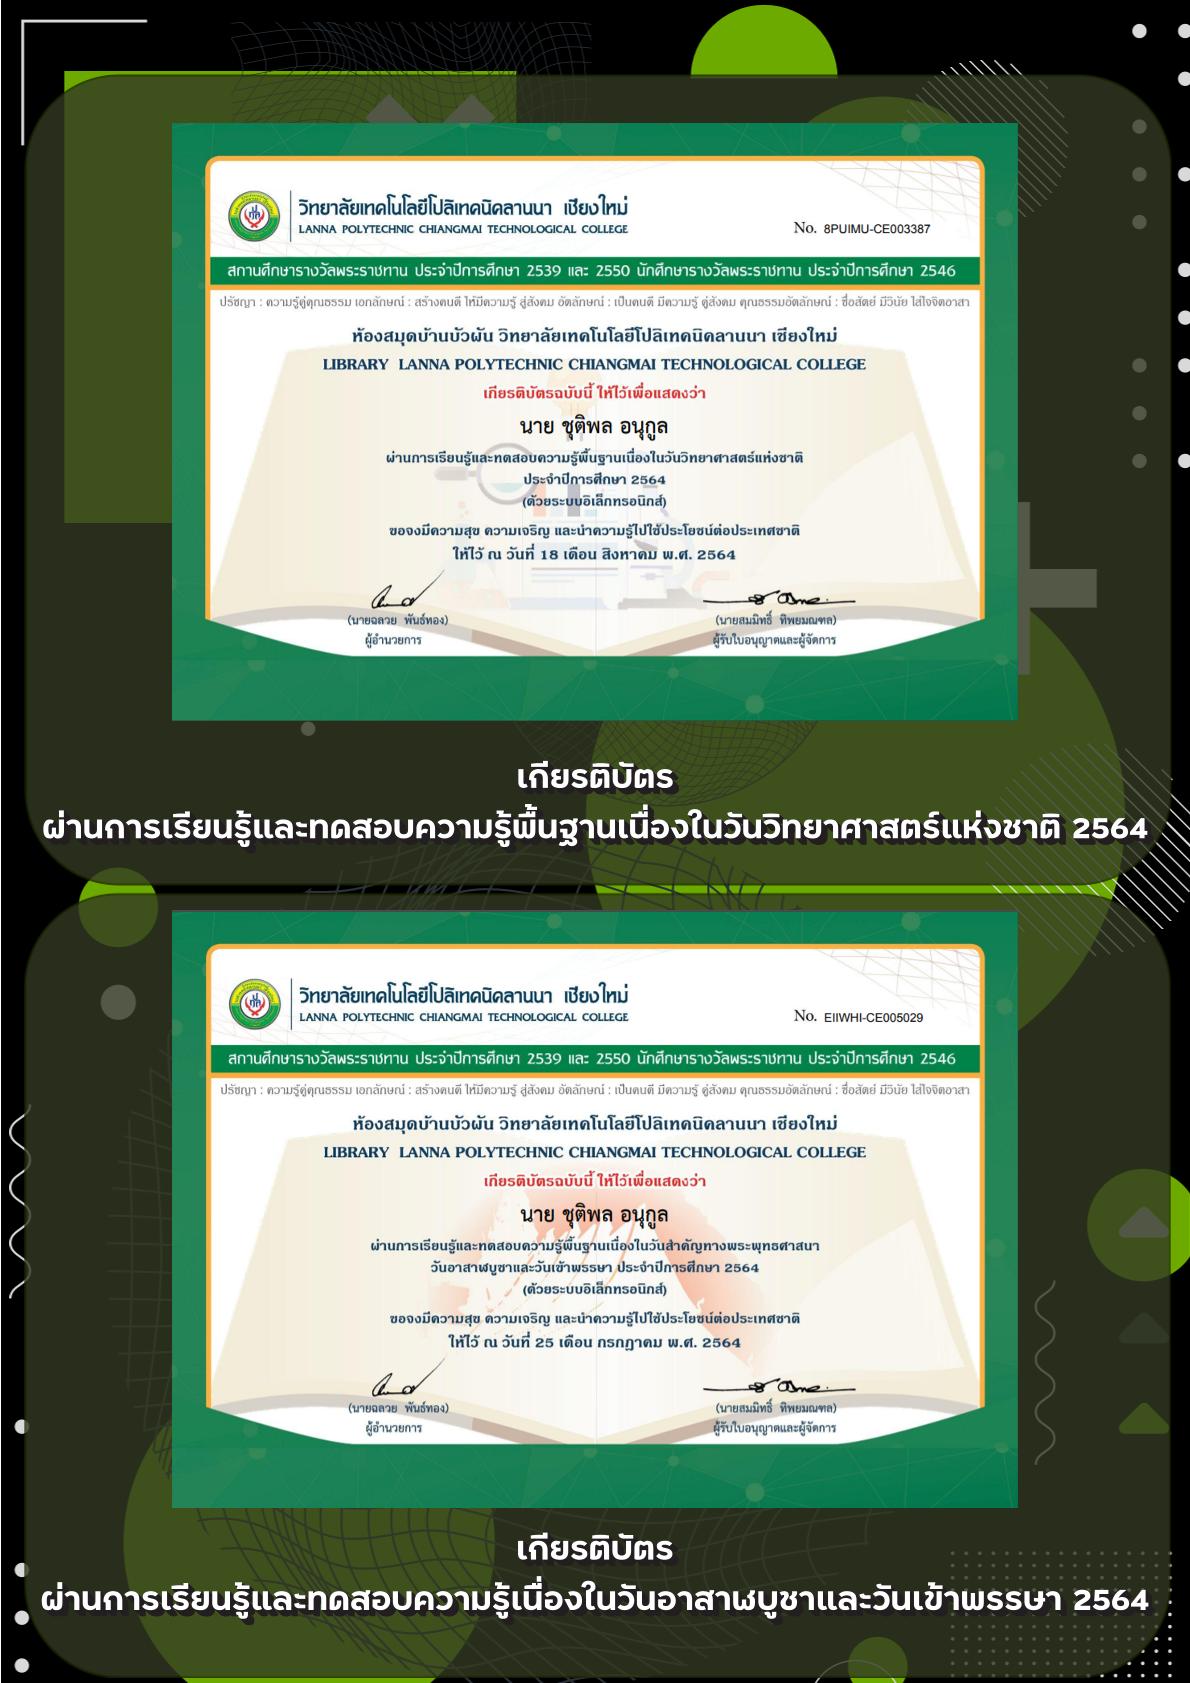 วิทยาลัยเทคโนโลยีโปลิเทคนิคลานนา เชียงใหม่
LANNA POLYTECHNIC CHIANGMAI TECHNOLOGICAL COLLEGE
No. 8PUIMU-CE003387
สถานศึกษารางวัลพระราชทาน ประจำปีการศึกษา 2539 และ 2550 นักศึกษารางวัลพระราชทาน ประจำปีการศึกษา 2546
ปรัชญา : ความรู้คู่คุณธรรม เอกลักษณ์ : สร้างคนดี ให้มีความรู้ สู่สังคม อัตลักษณ์ : เป็นคนดี มีความรู้ คู่สังคม คุณธรรมอัตลักษณ์ : ซื่อสัตย์ มีวินัย ใส่ใจจิตอาสา
ห้องสมุดบ้านบัวผัน วิทยาลัยเทคโนโลยีโปลิเทคนิคลานนา เชียงใหม่
LIBRARY LANNA POLYTECHNIC CHIANGMAI TECHNOLOGICAL COLLEGE
เกียรติบัตรฉบับนี้ ให้ไว้เพื่อแสดงว่า
นาย ชุติพล อนุกูล
ผ่านการเรียนรู้และทดสอบความรู้พื้นฐานเนื่องในวันวิทยาศาสตร์แห่งชาติ
ประจำปีการศึกษา 2564
(ด้วยระบบอิเล็กทรอนิกส์)
ขอจงมีความสุข ความเจริญ และนำความรู้ไปใช้ประโยชน์ต่อประเทศชาติ
ให้ไว้ ณ วันที่ 18 เดือน สิงหาคม พ.ศ. 2564
(นายฉลวย พันธ์ทอง) (นายสมมิทธิ์ ทิพยมณฑล)
ผู้อำนวยการ ผู้รับใบอนุญาตและผู้จัดการ
เกียรติบัตร
ผ่านการเรียนรู้และทดสอบความรู้พื้นฐานเนื่องในวันวิทยาศาสตร์แห่งชาติ 2564
วิทยาลัยเทคโนโลยีโปลิเทคนิคลานนา เชียงใหม่
LANNA POLYTECHNIC CHIANGMAI TECHNOLOGICAL COLLEGE
No. EIIWHI-CE005029
สถานศึกษารางวัลพระราชทาน ประจำปีการศึกษา 2539 และ 2550 นักศึกษารางวัลพระราชทาน ประจำปีการศึกษา 2546
ปรัชญา : ความรู้คู่คุณธรรม เอกลักษณ์ : สร้างคนดี ให้มีความรู้ สู่สังคม อัตลักษณ์ : เป็นคนดี มีความรู้ คู่สังคม คุณธรรมอัตลักษณ์ : ซื่อสัตย์ มีวินัย ใส่ใจจิตอาสา
ห้องสมุดบ้านบัวผัน วิทยาลัยเทคโนโลยีโปลิเทคนิคลานนา เชียงใหม่
LIBRARY LANNA POLYTECHNIC CHIANGMAI TECHNOLOGICAL COLLEGE
เกียรติบัตรฉบับนี้ ให้ไว้เพื่อแสดงว่า
นาย ชุติพล อนุกูล
ผ่านการเรียนรู้และทดสอบความรู้พื้นฐานเนื่องในวันสำคัญทางพระพุทธศาสนา
วันอาสาฬบูชาและวันเข้าพรรษา ประจำปีการศึกษา 2564
(ด้วยระบบอิเล็กทรอนิกส์)
ขอจงมีความสุข ความเจริญ และนำความรู้ไปใช้ประโยชน์ต่อประเทศชาติ
ให้ไว้ ณ วันที่ 25 เดือน กรกฎาคม พ.ศ. 2564
(นายฉลวย พันธ์ทอง) (นายสมมิทธิ์ ทิพยมณฑล)
ผู้อำนวยการ ผู้รับใบอนุญาตและผู้จัดการ
เกียรติบัตร
ผ่านการเรียนรู้และทดสอบความรู้เนื่องในวันอาสาฬบูชาและวันเข้าพรรษา 2564